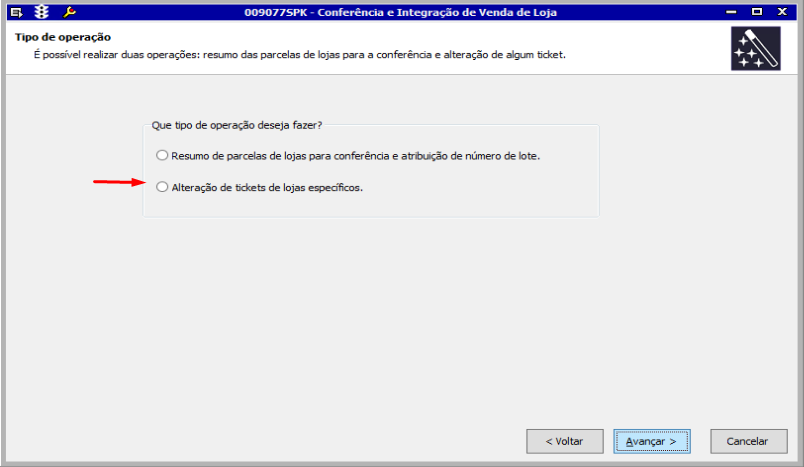 009077SPK - Conferência e Integração de Venda de Loja
Tipo de operação
É possível realizar duas operações: resumo das parcelas de lojas para a conferência e alteração de algum ticket.
Que tipo de operação deseja fazer?
Resumo de parcelas de lojas para conferência e atribuição de número de lote.
Alteração de tickets de lojas específicos.
< Voltar
Avançar >
Cancelar